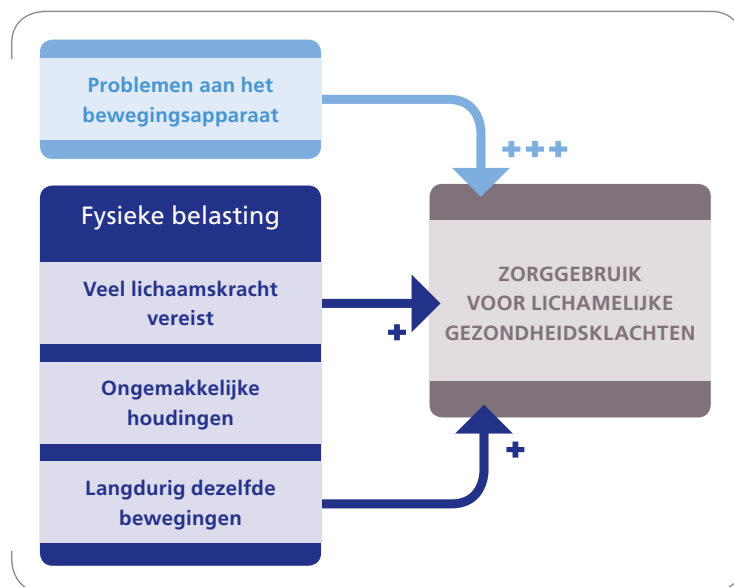 Problemen aan het
bewegingsapparaat
+++
Fysieke belasting
Veel lichaamskracht
vereist
+
Ongemakkelijke
houdingen
Langdurig dezelfde
bewegingen
+
ZORGGEBRUIK
VOOR LICHAMELIJKE
GEZONDHEIDSKLACHTEN